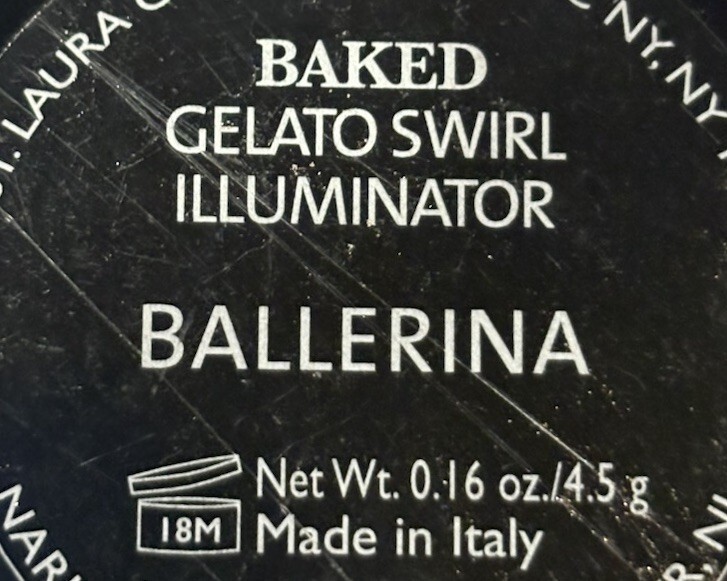 BAKED
GELATO SWIRL
ILLUMINATOR
BALLERINA
Net Wt. 0.16 oz./4.5 g
18M
Made in Italy
LAURA
NY, NY